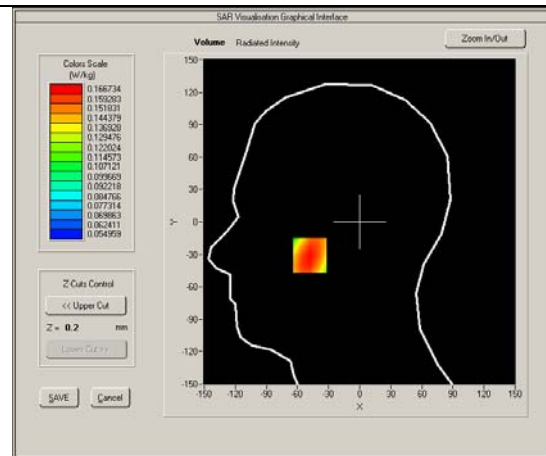 SAR Visualisation Graphical Interface
Volume Radiated Intensity
Zoom In/Out
Colors Scale
(W/kg)
0.166734
0.159283
0.151831
0.144379
0.136928
0.129476
0.122024
0.114573
0.107121
0.099669
0.092218
0.084766
0.077314
0.069863
0.062411
0.054959
150
120
90
60
30
0
-30
-60
-90
-120
-150
Y
-150 -120 -90 -60 -30 0 30 60 90 120 150
X
Z Cuts Control
<< Upper Cut
Z = 0.2 mm
Lower Cut >>
SAVE Cancel